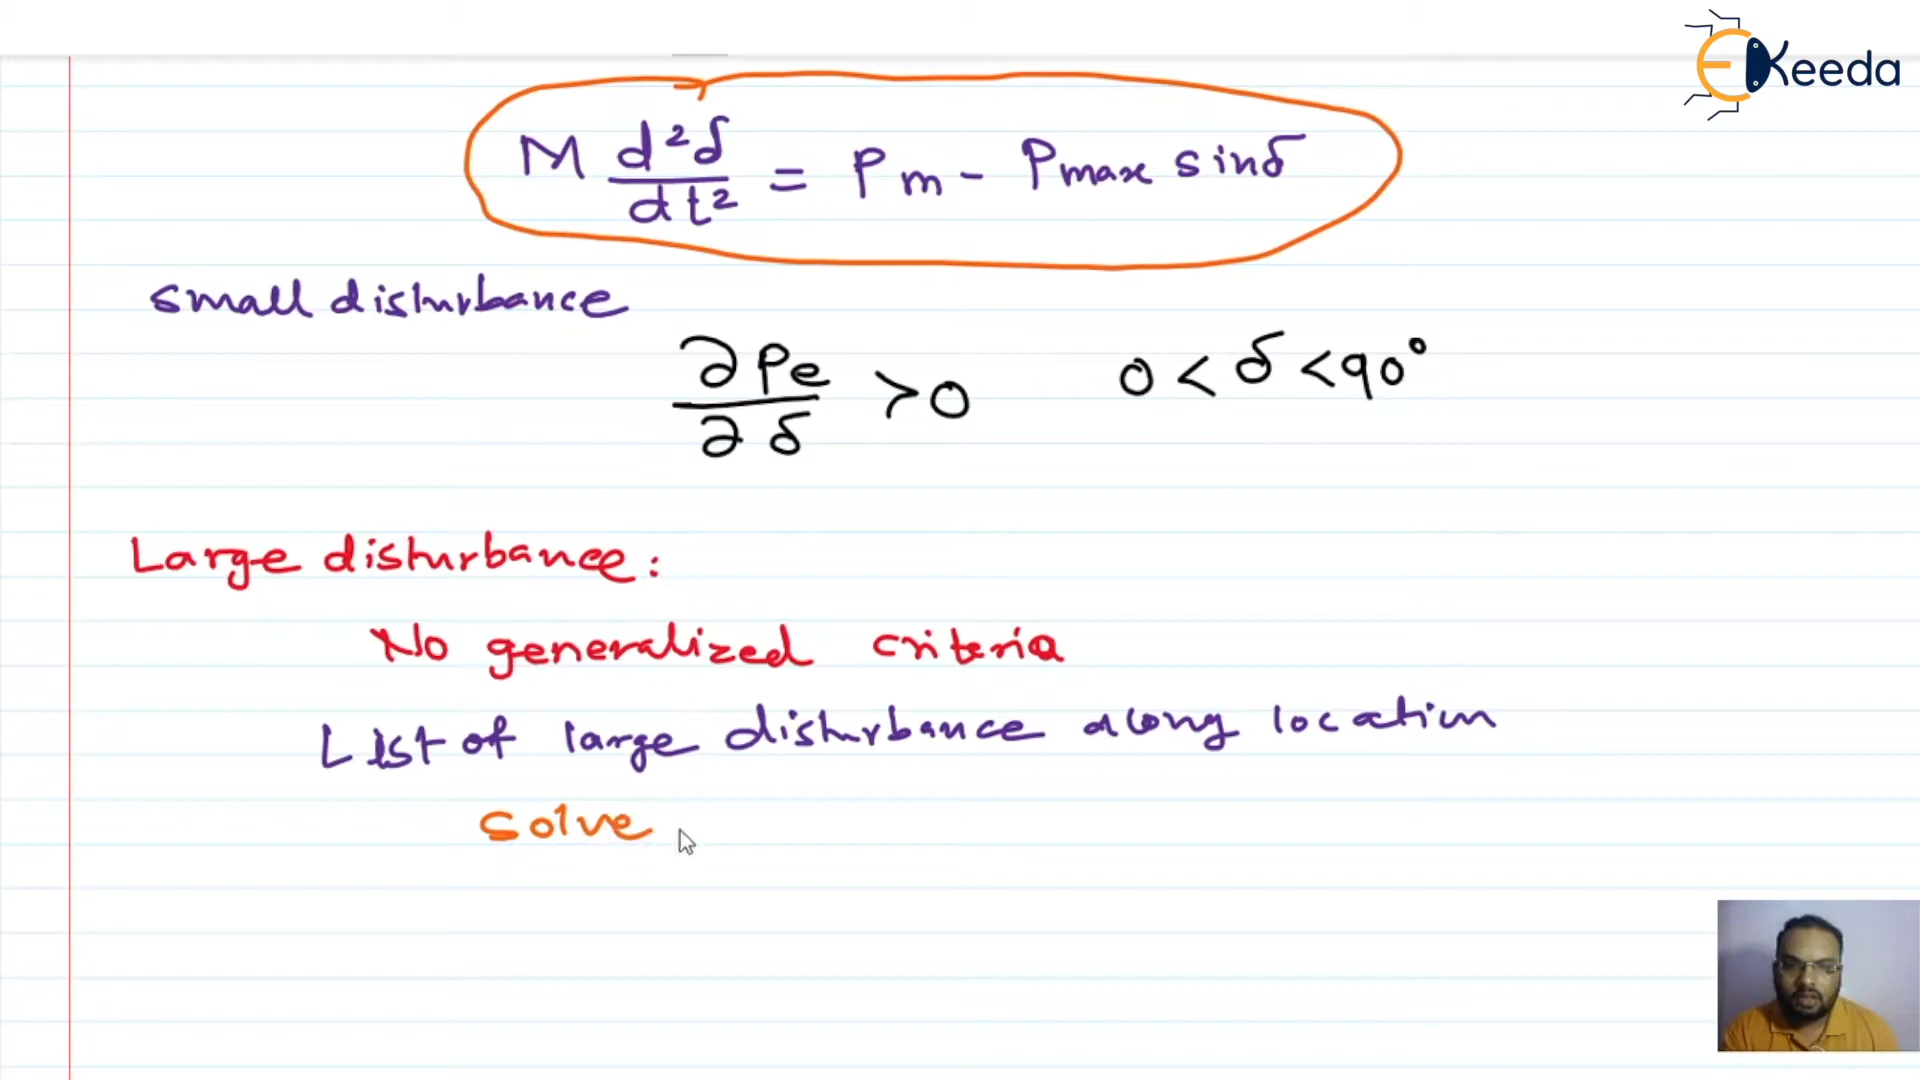 EKeeda
M d²δ/dt² = Pm - Pmax sinδ
small disturbance
∂Pe/∂δ > 0    0 < δ < 90°
Large disturbance:
No generalized criteria
List of large disturbance along location
Solve